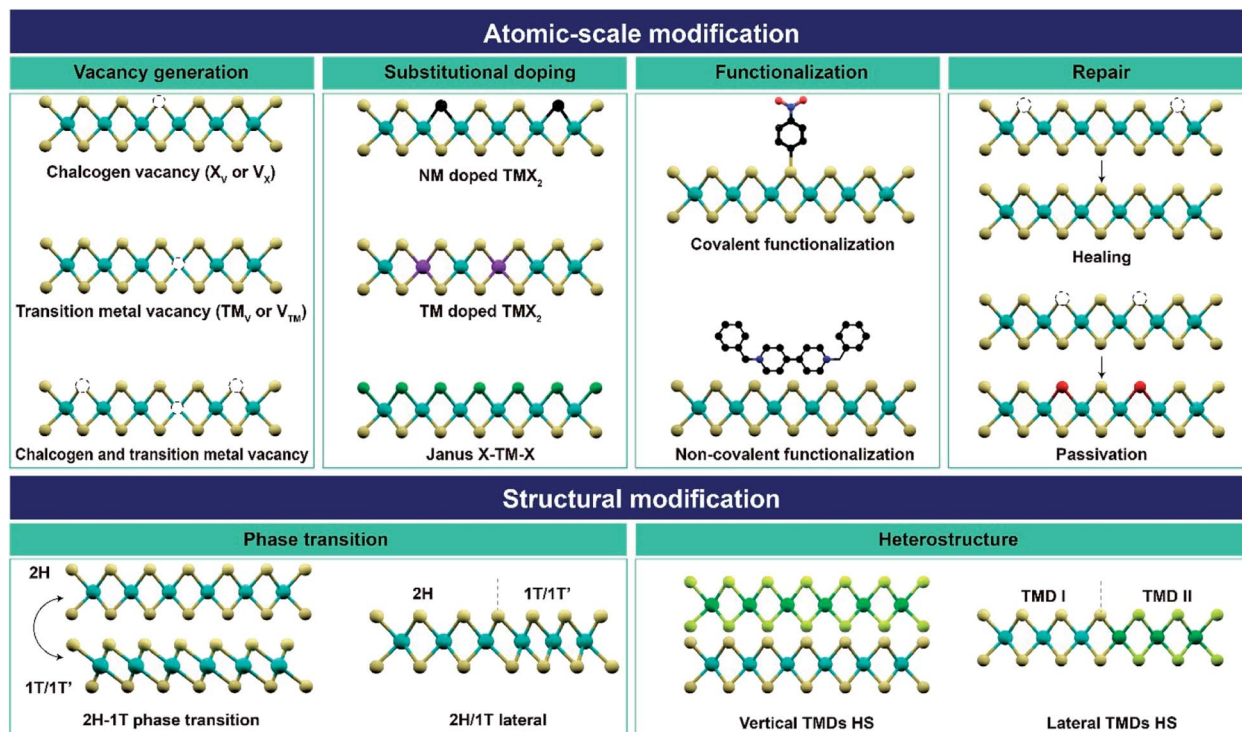 Atomic-scale modification
Vacancy generation
Substitutional doping
Functionalization
Repair
Chalcogen vacancy (X_V or V_X)
Transition metal vacancy (TM_V or V_TM)
Chalcogen and transition metal vacancy
NM doped TMX₂
TM doped TMX₂
Janus X-TM-X
Covalent functionalization
Non-covalent functionalization
Healing
Passivation
Structural modification
Phase transition
Heterostructure
2H
1T/1T'
2H-1T phase transition
2H
1T/1T'
2H/1T lateral
Vertical TMDs HS
TMD I
TMD II
Lateral TMDs HS